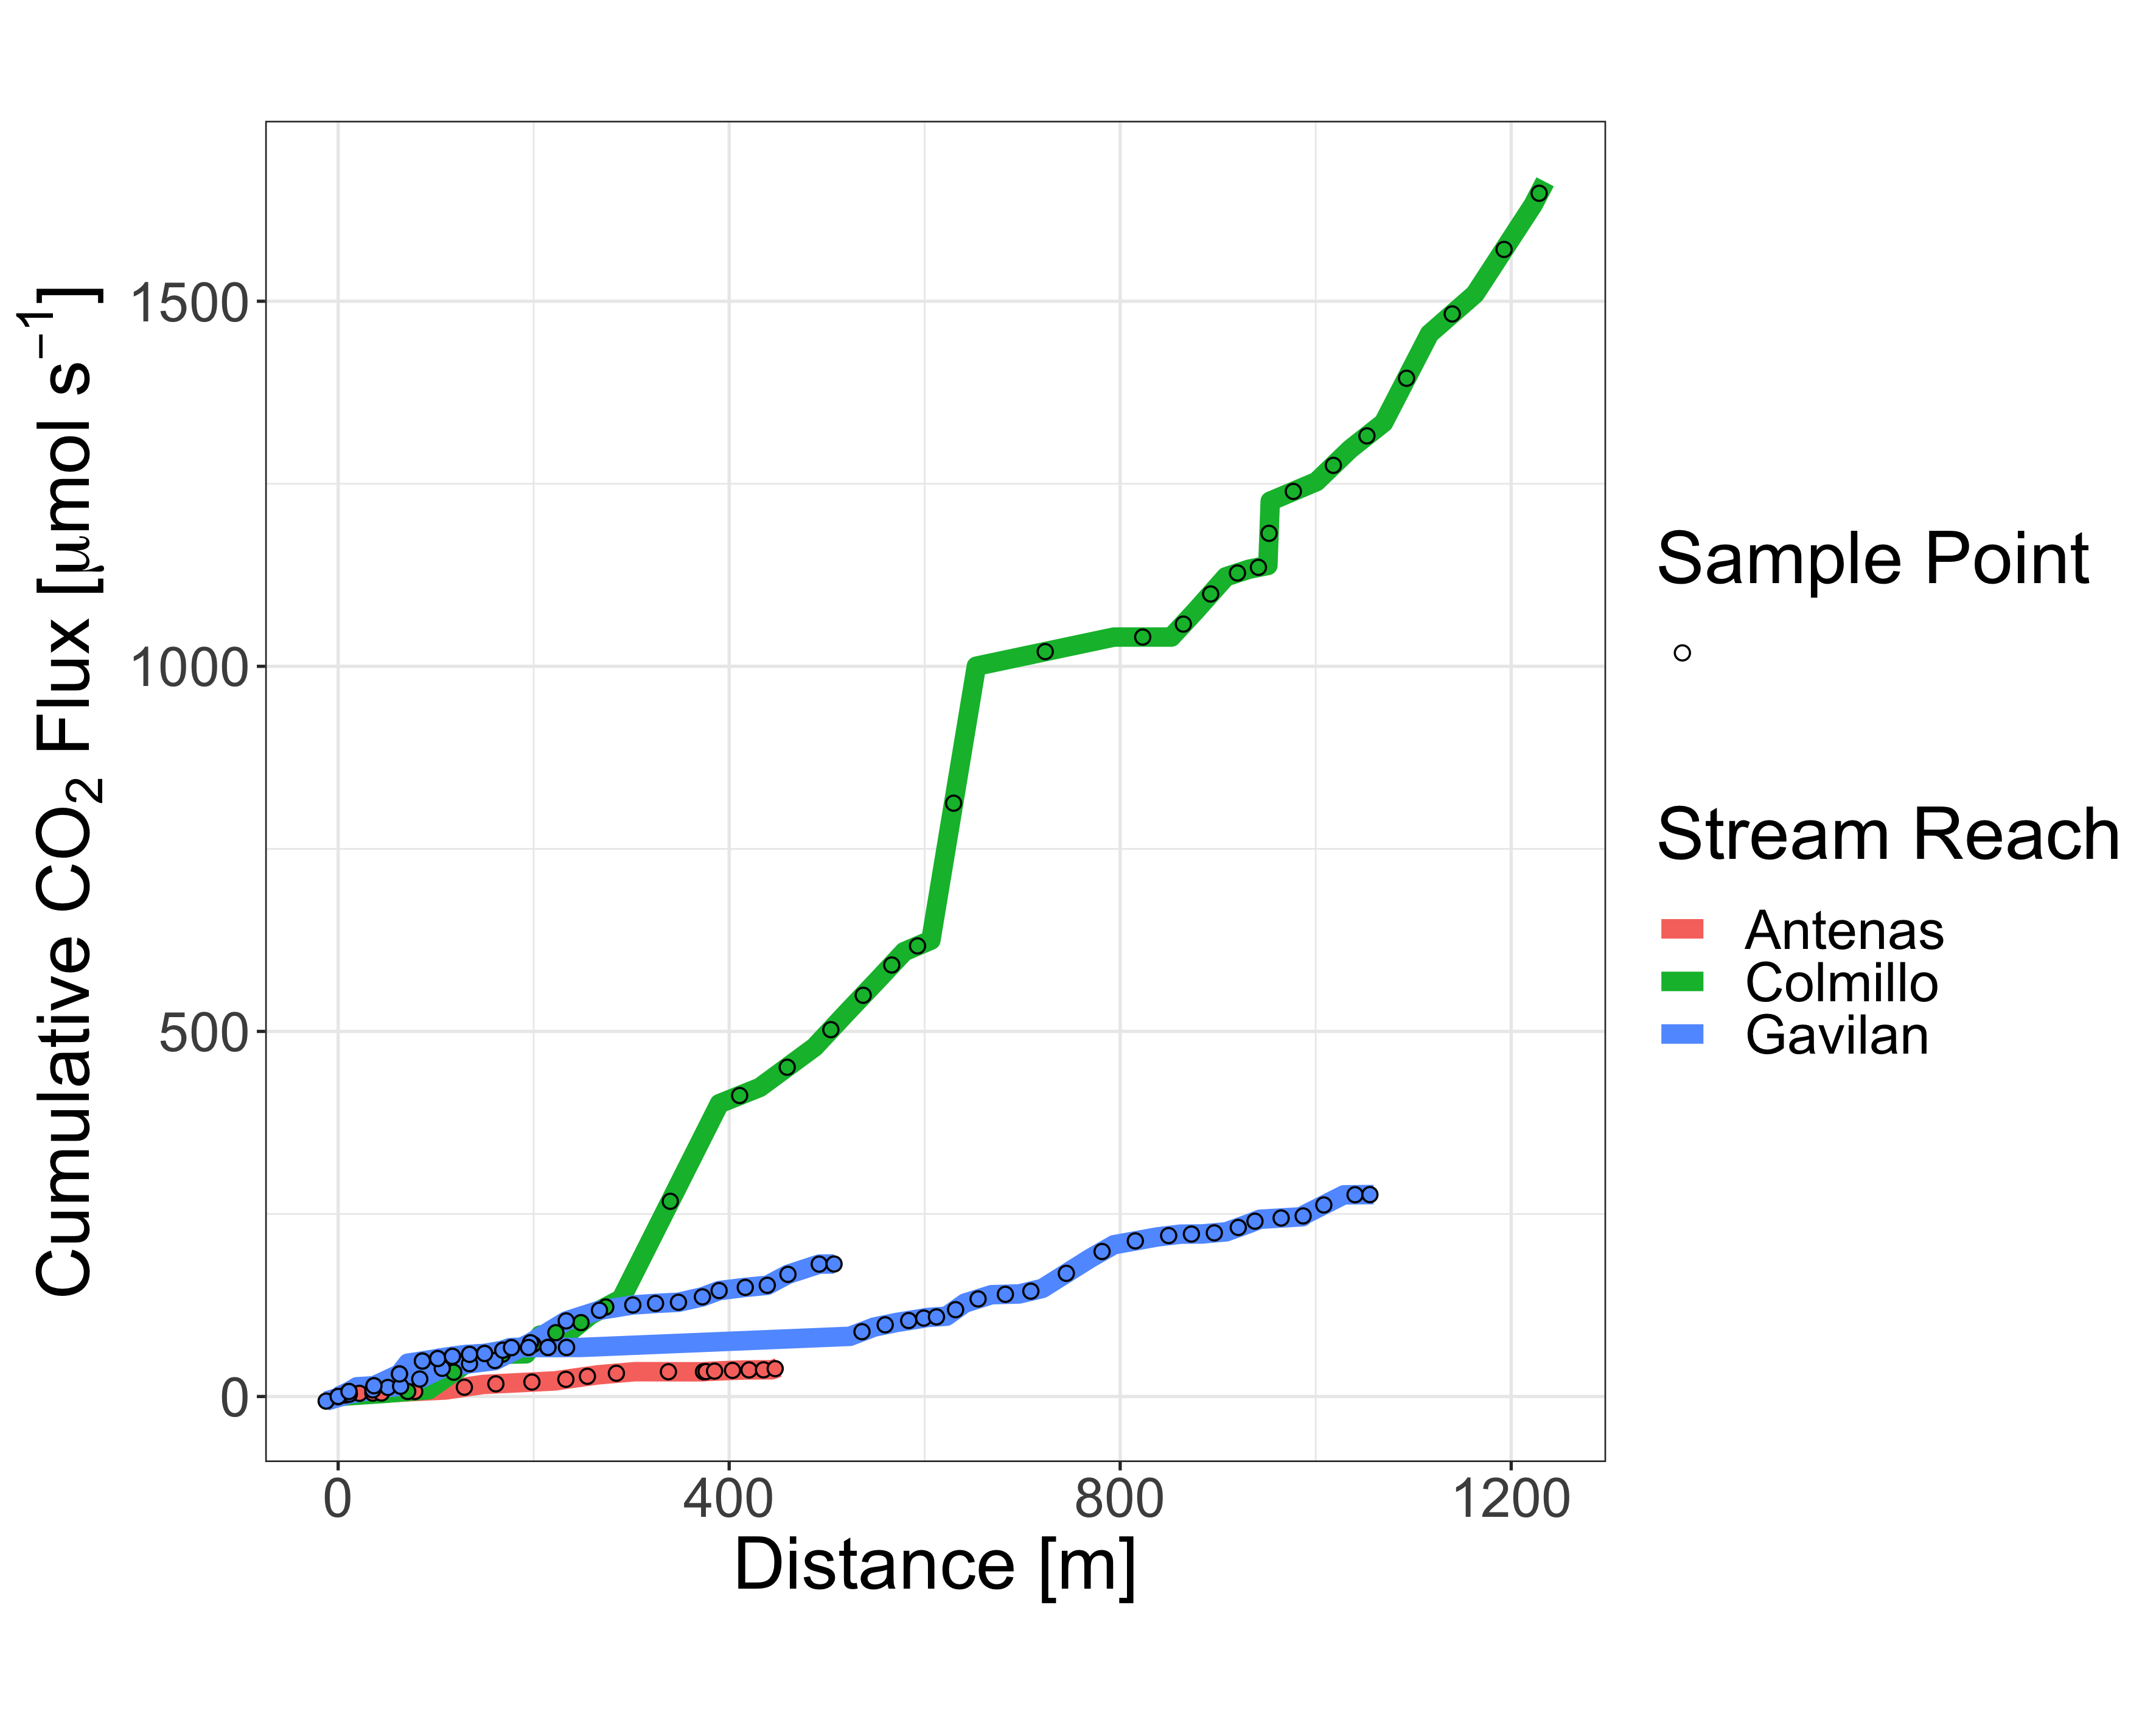 Cumulative CO₂ Flux [μmol s⁻¹]
1500
1000
500
0
0 400 800 1200
Distance [m]
Sample Point
Stream Reach
Antenas
Colmillo
Gavilan